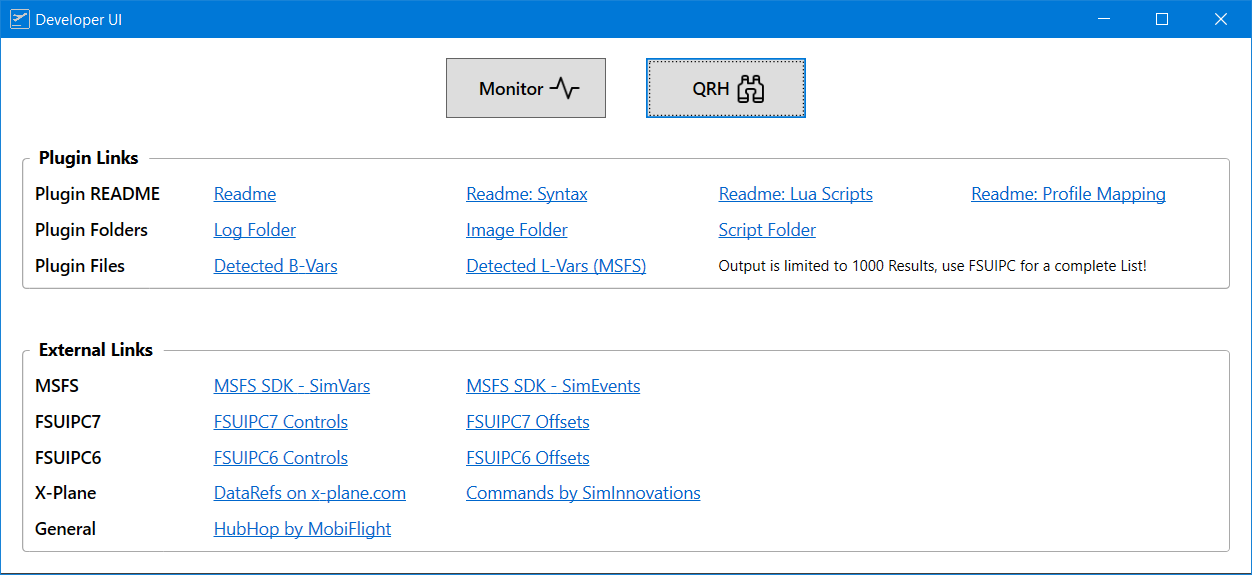 Developer UI
Monitor QRH
Plugin Links
Plugin README Readme Readme: Syntax Readme: Lua Scripts Readme: Profile Mapping
Plugin Folders Log Folder Image Folder Script Folder
Plugin Files Detected B-Vars Detected L-Vars (MSFS) Output is limited to 1000 Results, use FSUIPC for a complete List!
External Links
MSFS MSFS SDK - SimVars MSFS SDK - SimEvents
FSUIPC7 FSUIPC7 Controls FSUIPC7 Offsets
FSUIPC6 FSUIPC6 Controls FSUIPC6 Offsets
X-Plane DataRefs on x-plane.com Commands by SimInnovations
General HubHop by MobiFlight